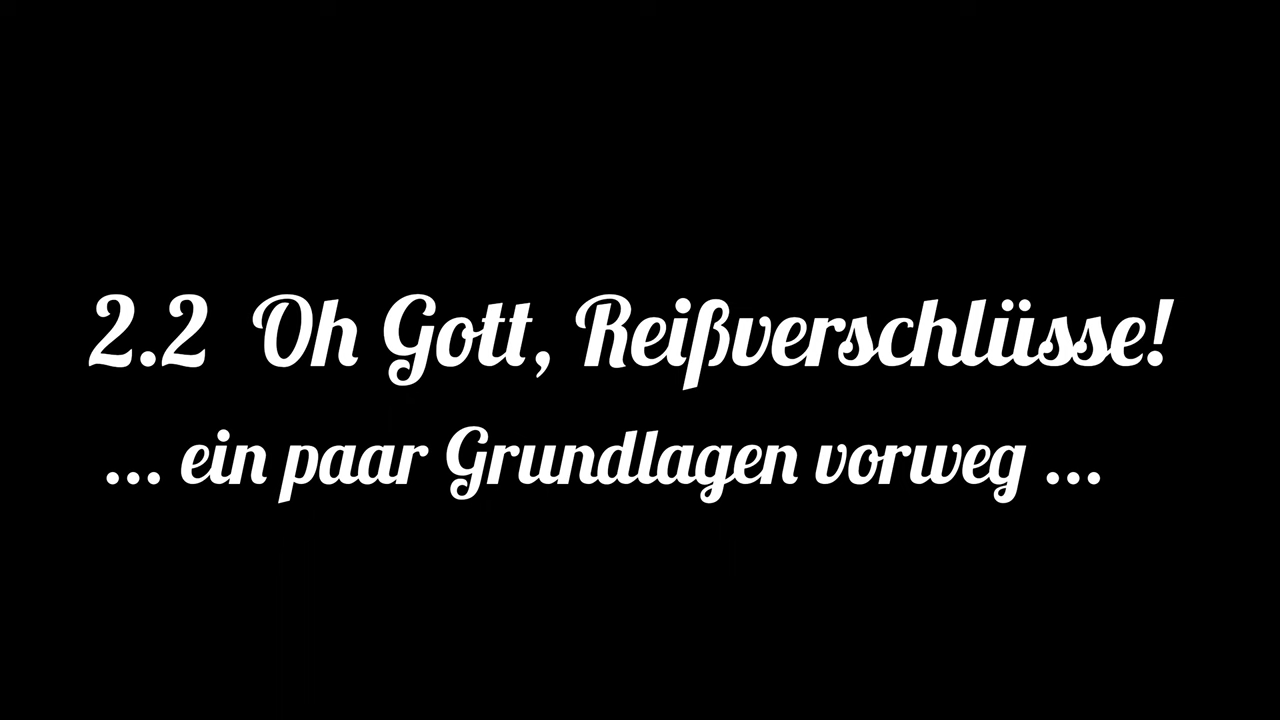 2.2 Oh Gott, Reißverschlüsse!
... ein paar Grundlagen vorweg ...